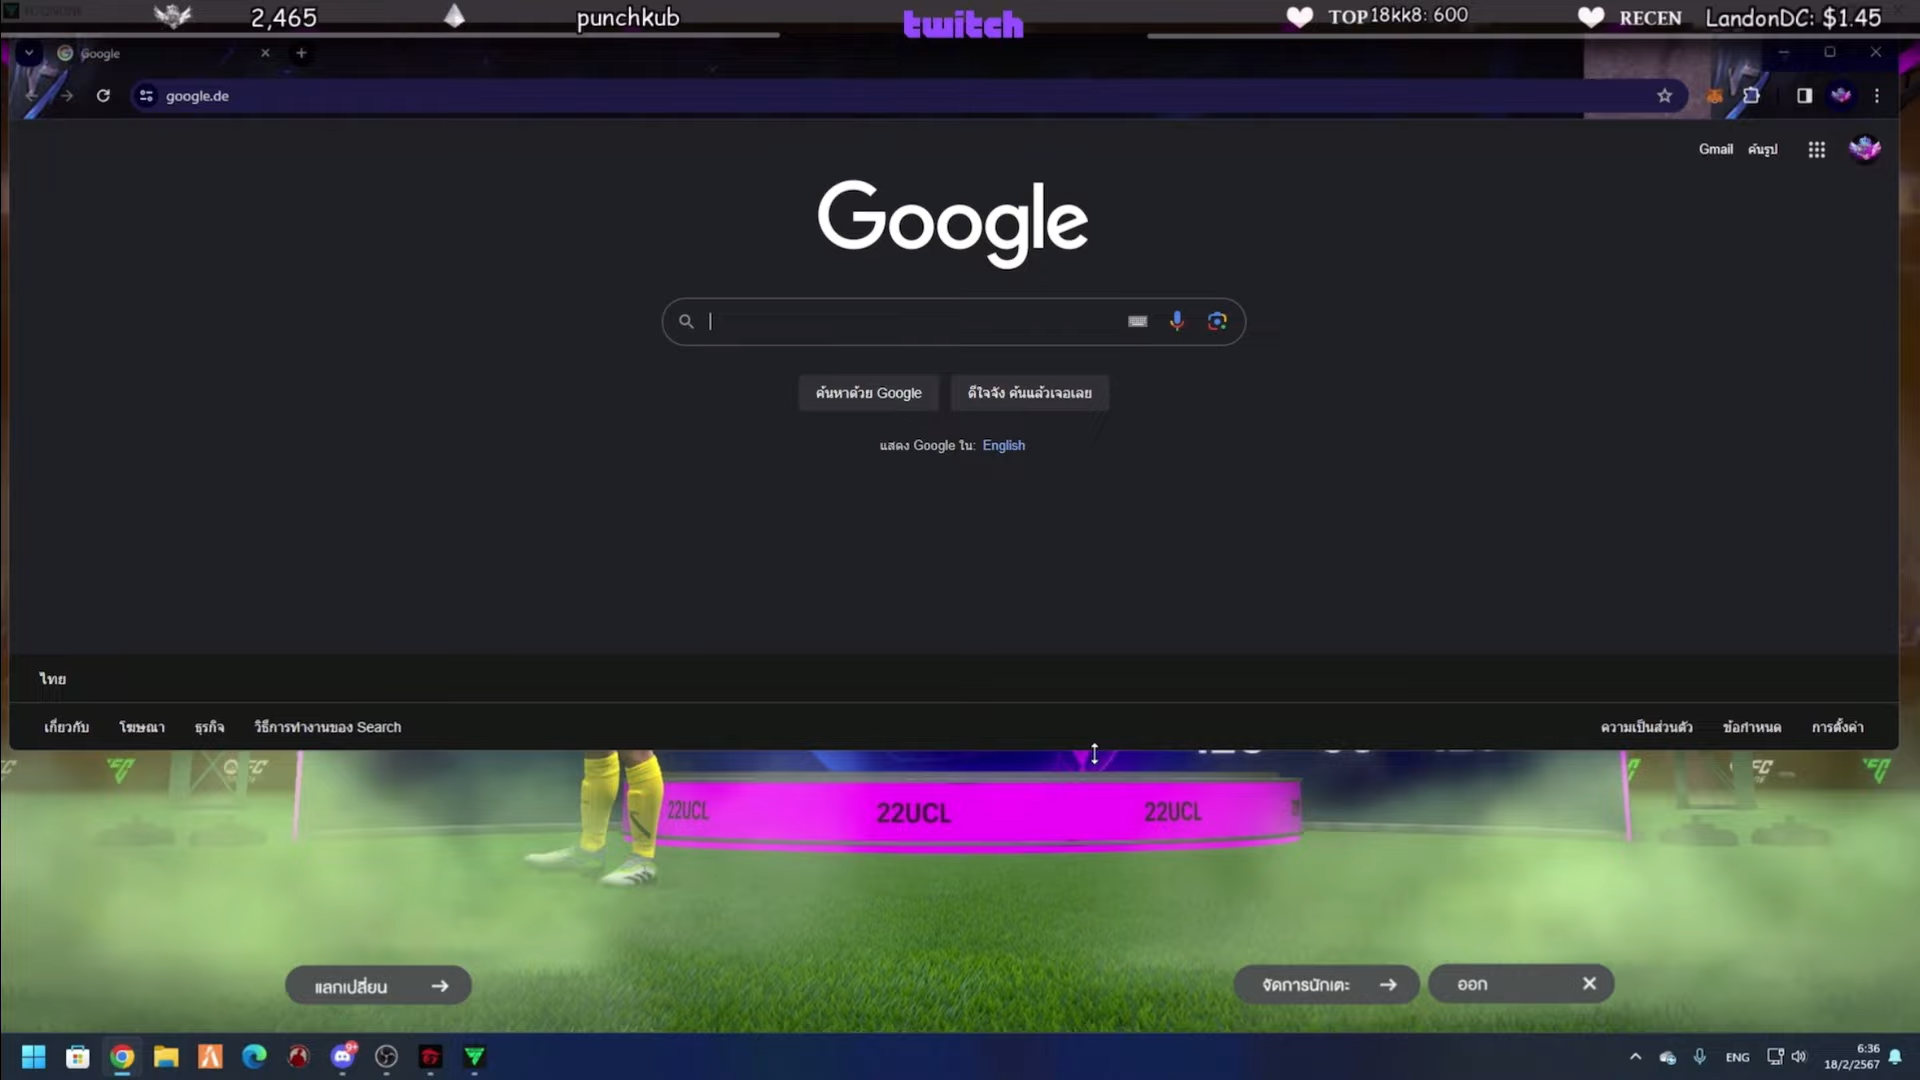 2,465
punchkub
twitch
TOP 18kk8: 600
RECEN LandonDC: $1.45
Google
google.de
Gmail ค้นรูป
Google
ค้นหาด้วย Google
ดีใจจัง ค้นแล้วเจอเลย
แสดง Google ใน: English
ไทย
เกี่ยวกับ โฆษณา ธุรกิจ วิธีการทำงานของ Search
ความเป็นส่วนตัว ข้อกำหนด การตั้งค่า
22UCL 22UCL 22UCL
แลกเปลี่ยน
จัดการนักเตะ
ออก
9+
ENG
6:36
18/2/2567